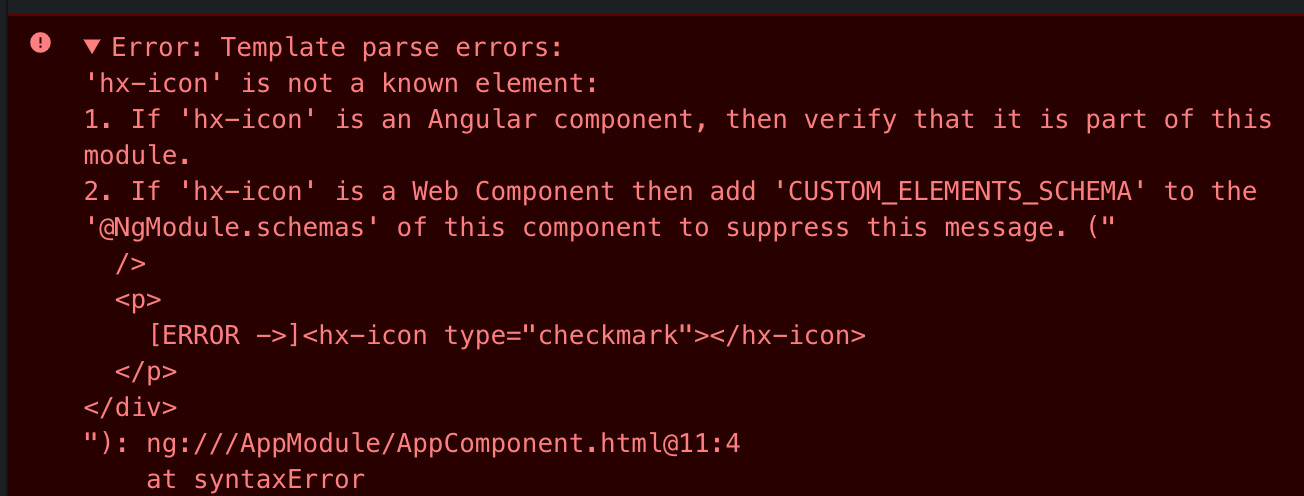 ▼ Error: Template parse errors:
'hx-icon' is not a known element:
1. If 'hx-icon' is an Angular component, then verify that it is part of this
module.
2. If 'hx-icon' is a Web Component then add 'CUSTOM_ELEMENTS_SCHEMA' to the
'@NgModule.schemas' of this component to suppress this message. ("
  />
  <p>
    [ERROR ->]<hx-icon type="checkmark"></hx-icon>
  </p>
</div>
"): ng:///AppModule/AppComponent.html@11:4
    at syntaxError